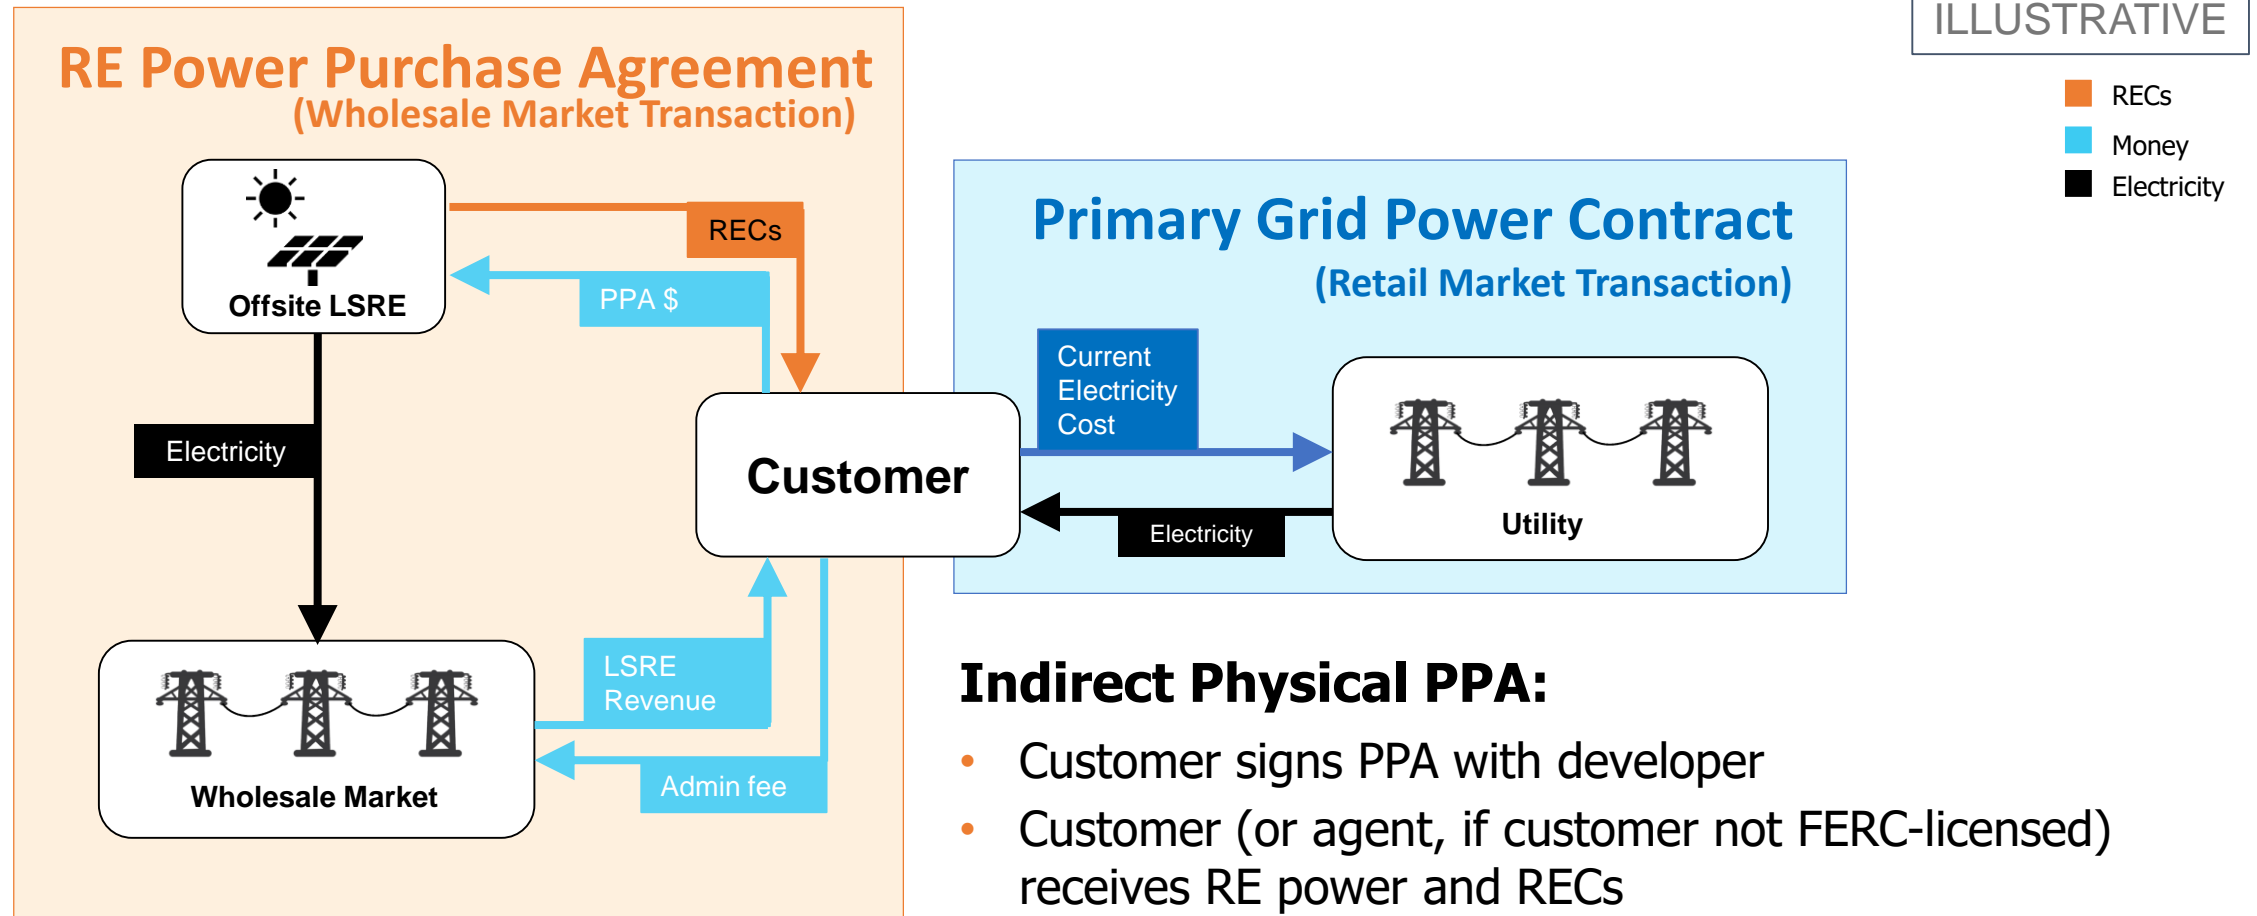 ILLUSTRATIVE
RECs
Money
Electricity
RE Power Purchase Agreement
(Wholesale Market Transaction)
Offsite LSRE
RECs
PPA $
Electricity
Customer
LSRE
Revenue
Admin fee
Wholesale Market
Primary Grid Power Contract
(Retail Market Transaction)
Current
Electricity
Cost
Electricity
Utility
Indirect Physical PPA:
• Customer signs PPA with developer
• Customer (or agent, if customer not FERC-licensed)
receives RE power and RECs